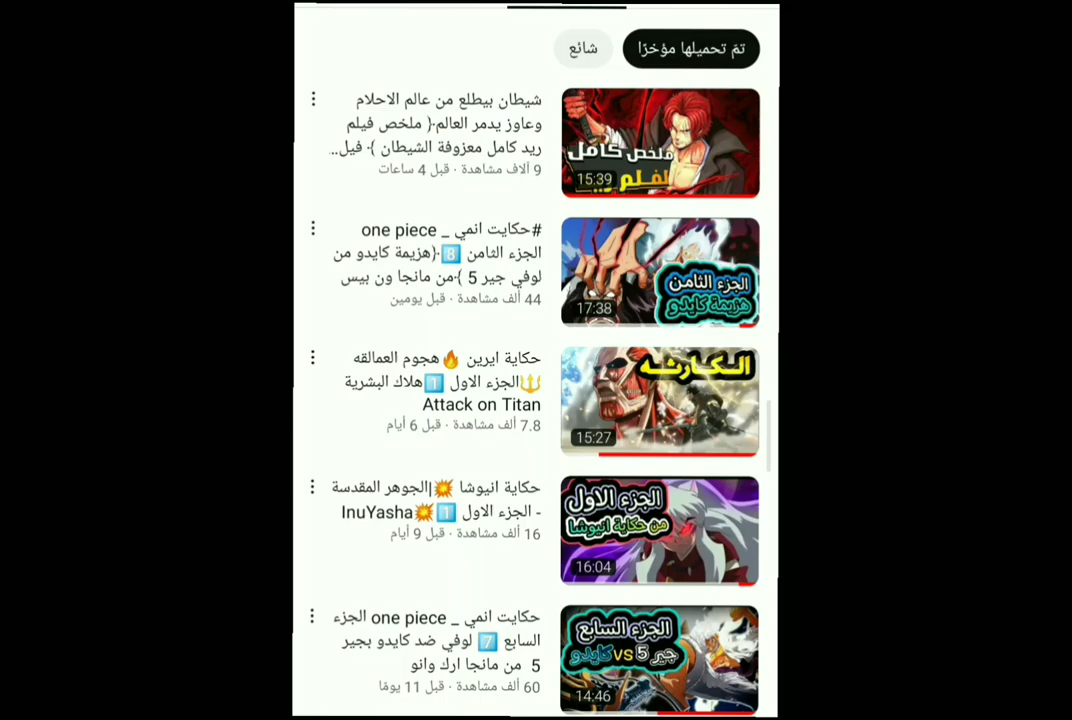 تمّ تحميلها مؤخرًا
شائع
شيطان بيطلع من عالم الاحلام
وعاوز يدمر العالم-{ ملخص فيلم
ريد كامل معزوفة الشيطان }- فيل...
9 آلاف مشاهدة · قبل 4 ساعات
ملخص كامل
لفلم ريد
15:39
#حكايت انمي _ one piece
الجزء الثامن 8️⃣-{هزيمة كايدو من
لوفي جير 5 }-من مانجا ون بيس
44 ألف مشاهدة · قبل يومين
الجزء الثامن
هزيمة كايدو
17:38
حكاية ايرين 🔥هجوم العمالقه
🔱الجزء الاول 1️⃣هلاك البشرية
Attack on Titan
7.8 ألف مشاهدة · قبل 6 أيام
الكارثه
15:27
حكاية انيوشا 💥|الجوهر المقدسة
- الجزء الاول 1️⃣💥InuYasha
16 ألف مشاهدة · قبل 9 أيام
الجزء الاول
من حكاية انيوشا
16:04
حكايت انمي _ one piece الجزء
السابع 7️⃣ لوفي ضد كايدو بجير
5 من مانجا ارك وانو
60 ألف مشاهدة · قبل 11 يومًا
الجزء السابع
جير 5 vs كايدو
14:46